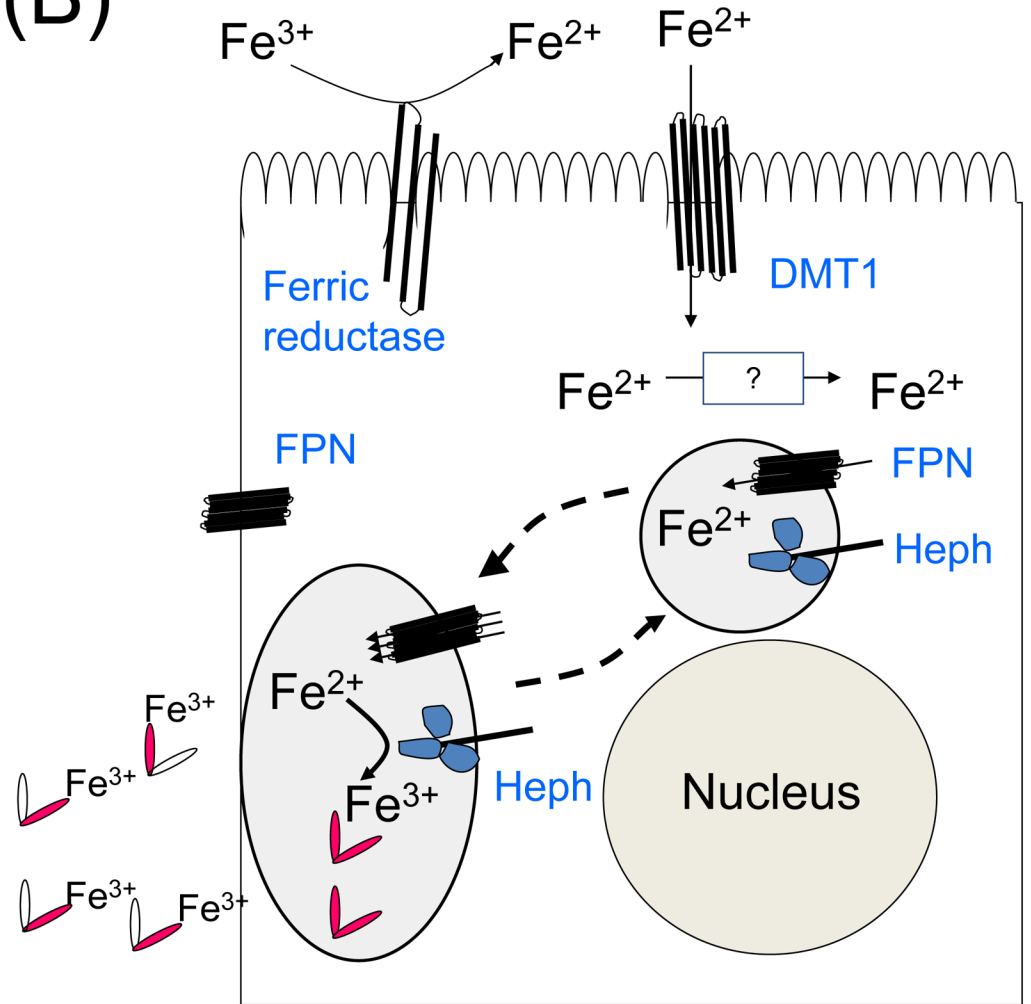 (B)
Fe3+
Fe2+
Fe2+
Ferric
reductase
DMT1
Fe2+
?
Fe2+
FPN
FPN
Fe2+
Heph
Fe2+
Fe3+
Fe3+
Fe3+
Heph
Nucleus
Fe3+
Fe3+